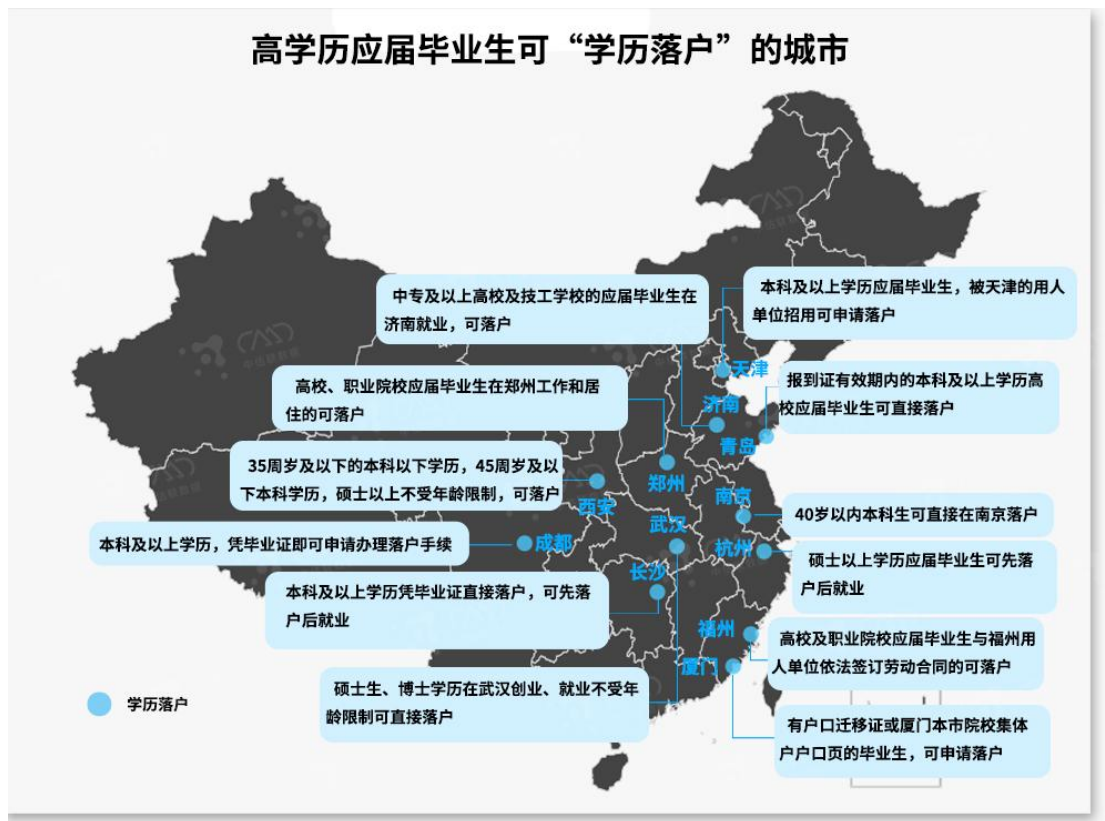 高学历应届毕业生可“学历落户”的城市
中专及以上高校及技工学校的应届毕业生在
济南就业，可落户
本科及以上学历应届毕业生，被天津的用人
单位招用可申请落户
天津
高校、职业院校应届毕业生在郑州工作和居
住的可落户
报到证有效期内的本科及以上学历高
校应届毕业生可直接落户
济南
青岛
35周岁及以下的本科以下学历，45周岁及以
下本科学历，硕士以上不受年龄限制，可落户
郑州
西安
南京
40岁以内本科生可直接在南京落户
武汉
本科及以上学历，凭毕业证即可申请办理落户手续
成都
杭州
硕士以上学历应届毕业生可先落
户后就业
长沙
本科及以上学历凭毕业证直接落户，可先落
户后就业
福州
高校及职业院校应届毕业生与福州用
人单位依法签订劳动合同的可落户
厦门
硕士生、博士学历在武汉创业、就业不受年
龄限制可直接落户
学历落户
有户口迁移证或厦门本市院校集体
户户口页的毕业生，可申请落户